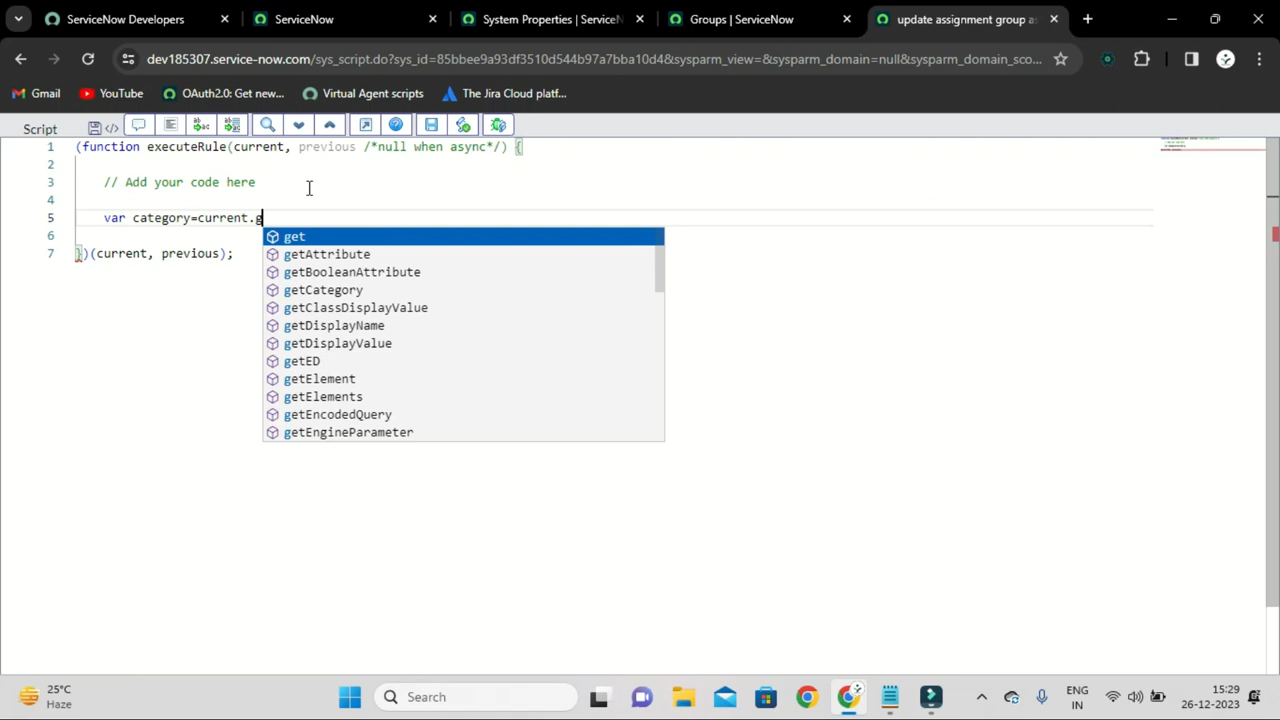 ServiceNow Developers
ServiceNow
System Properties | ServiceN
Groups | ServiceNow
update assignment group as
dev185307.service-now.com/sys_script.do?sys_id=85bbee9a93df3510d544b97a7bba10d4&sysparm_view=&sysparm_domain=null&sysparm_domain_sco...
Gmail
YouTube
OAuth2.0: Get new...
Virtual Agent scripts
The Jira Cloud platf...
Script
1 (function executeRule(current, previous /*null when async*/) {
2
3 // Add your code here
4
5 var category=current.g
6
7 })(current, previous);
get
getAttribute
getBooleanAttribute
getCategory
getClassDisplayValue
getDisplayName
getDisplayValue
getED
getElement
getElements
getEncodedQuery
getEngineParameter
25°C
Haze
Search
ENG
IN
15:29
26-12-2023